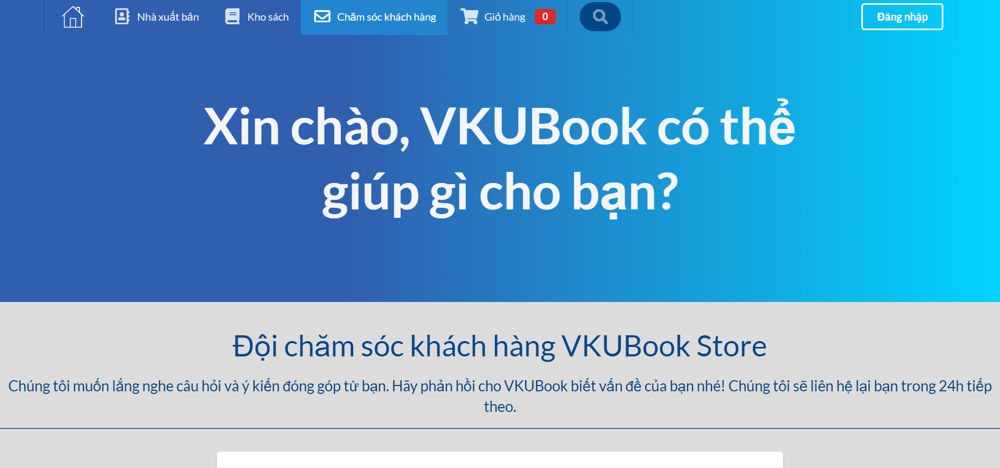 Nhà xuất bản Kho sách Chăm sóc khách hàng Giỏ hàng 0 Đăng nhập
Xin chào, VKUBook có thể
giúp gì cho bạn?
Đội chăm sóc khách hàng VKUBook Store
Chúng tôi muốn lắng nghe câu hỏi và ý kiến đóng góp từ bạn. Hãy phản hồi cho VKUBook biết vấn đề của bạn nhé! Chúng tôi sẽ liên hệ lại bạn trong 24h tiếp
theo.